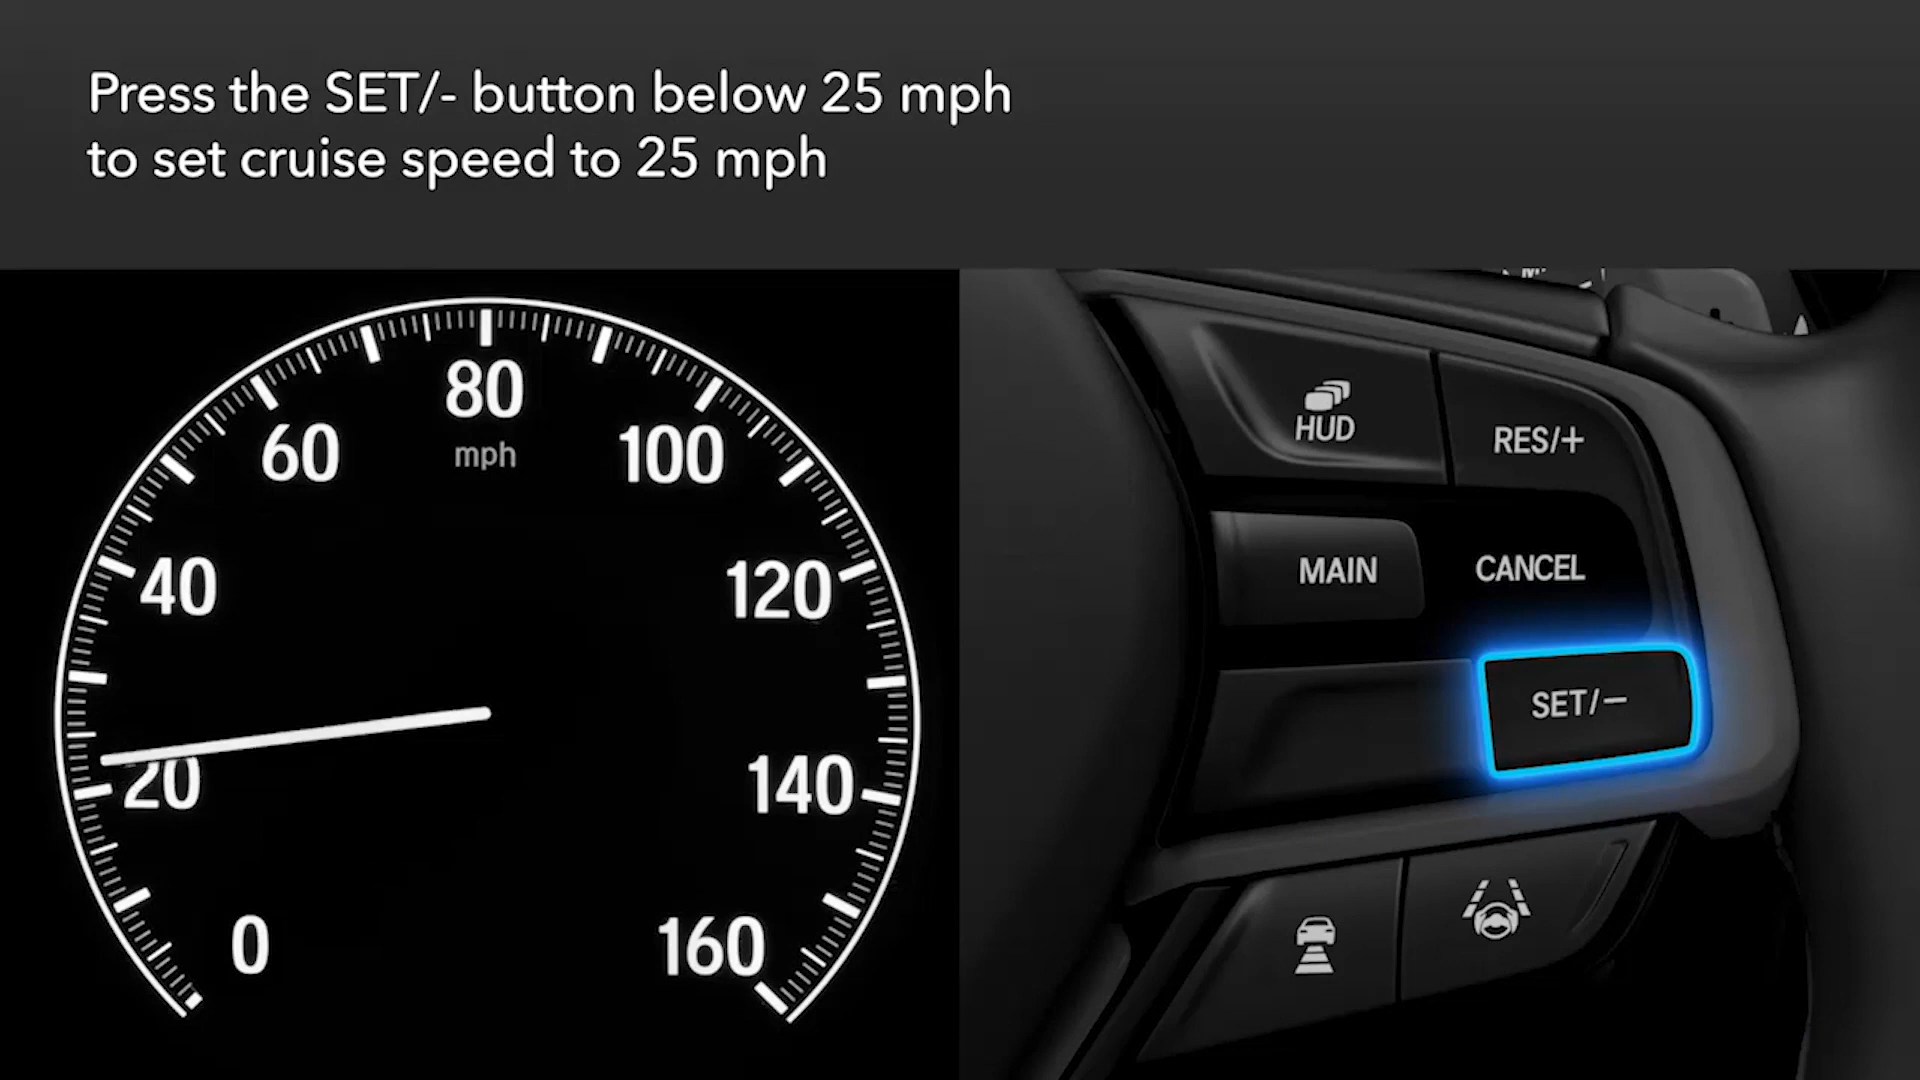 Press the SET/- button below 25 mph
to set cruise speed to 25 mph
80
mph
60
100
40
120
20
140
0
160
HUD
RES/+
MAIN
CANCEL
SET/−